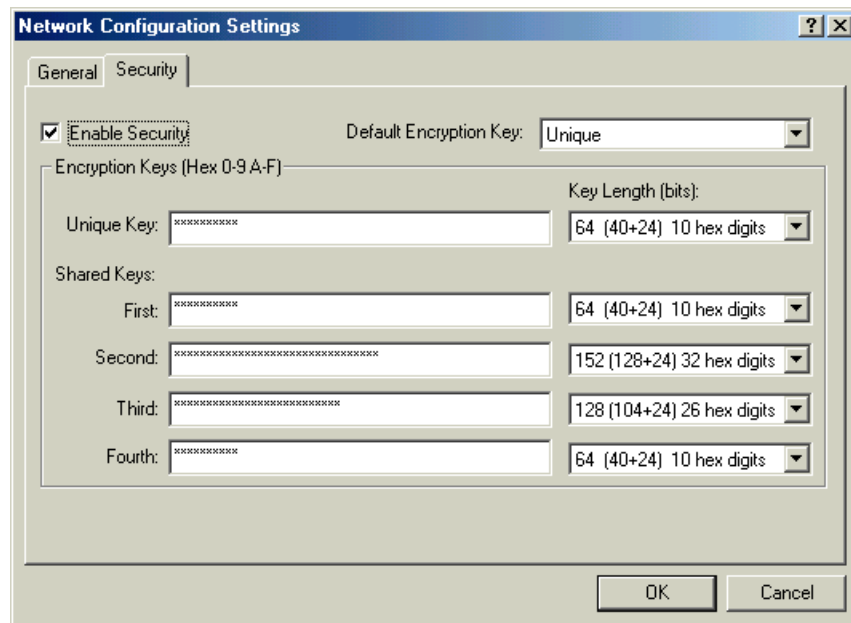 Network Configuration Settings
General Security
Enable Security Default Encryption Key: Unique
Encryption Keys (Hex 0-9 A-F)
Key Length (bits):
Unique Key: ********** 64 (40+24) 10 hex digits
Shared Keys:
First: ********** 64 (40+24) 10 hex digits
Second: ******************************** 152 (128+24) 32 hex digits
Third: ************************** 128 (104+24) 26 hex digits
Fourth: ********** 64 (40+24) 10 hex digits
OK Cancel